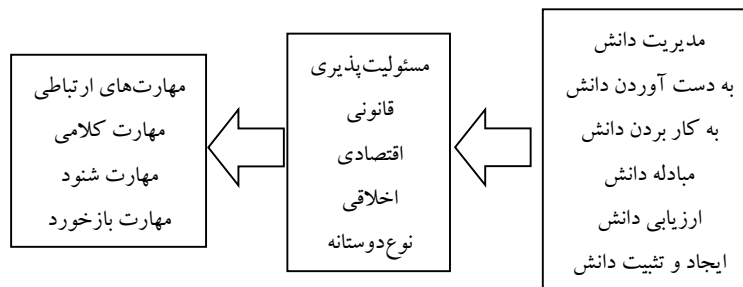 مدیریت دانش
به دست آوردن دانش
به کار بردن دانش
مبادله دانش
ارزیابی دانش
ایجاد و تثبیت دانش
مسئولیت‌پذیری
قانونی
اقتصادی
اخلاقی
نوع‌دوستانه
مهارت‌های ارتباطی
مهارت کلامی
مهارت شنود
مهارت بازخورد